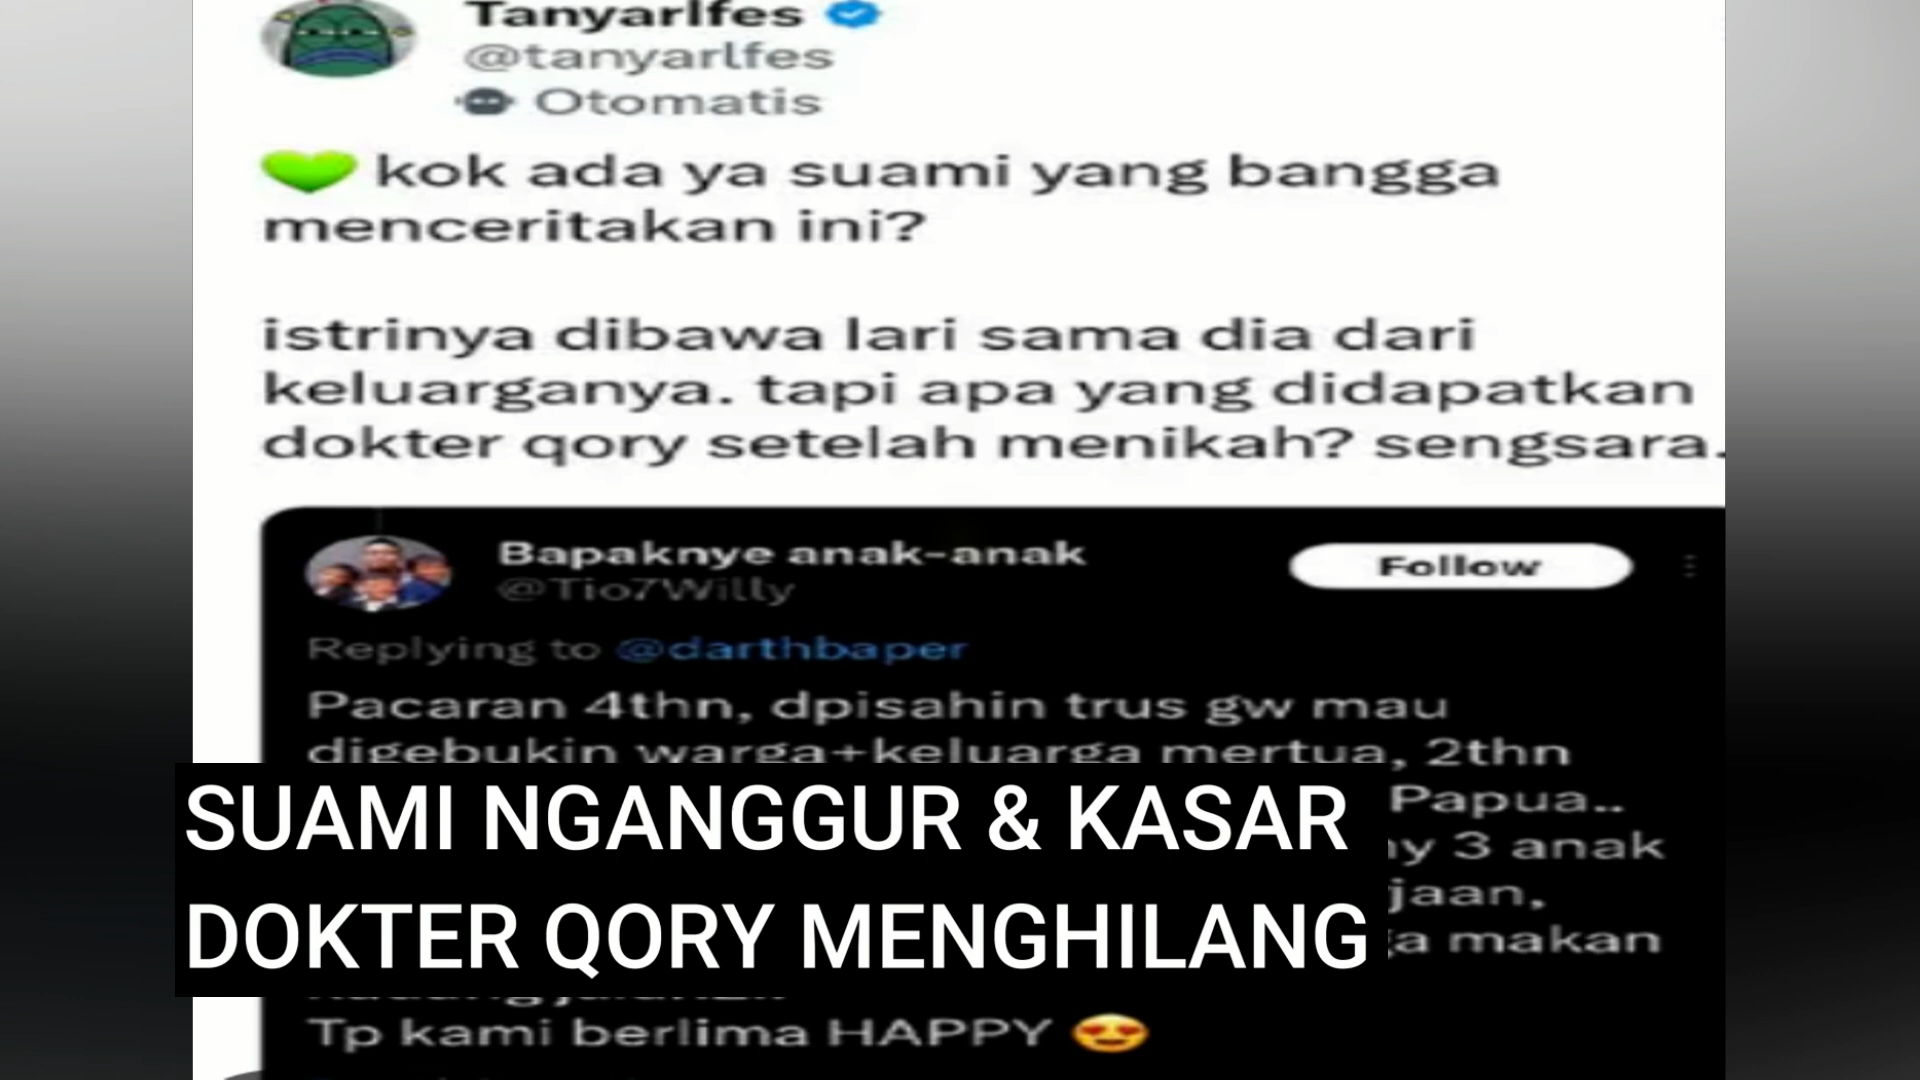 Tanyarlfes
@tanyarlfes
Otomatis
💚 kok ada ya suami yang bangga
menceritakan ini?
istrinya dibawa lari sama dia dari
keluarganya. tapi apa yang didapatkan
dokter qory setelah menikah? sengsara.
Bapaknye anak-anak
Follow
@Tio7Willy
Replying to @darthbaper
Pacaran 4thn, dpisahin trus gw mau
digebukin warga+keluarga mertua, 2thn
Papua..
3 anak
makan
SUAMI NGANGGUR & KASAR
DOKTER QORY MENGHILANG
Tp kami berlima HAPPY 😍